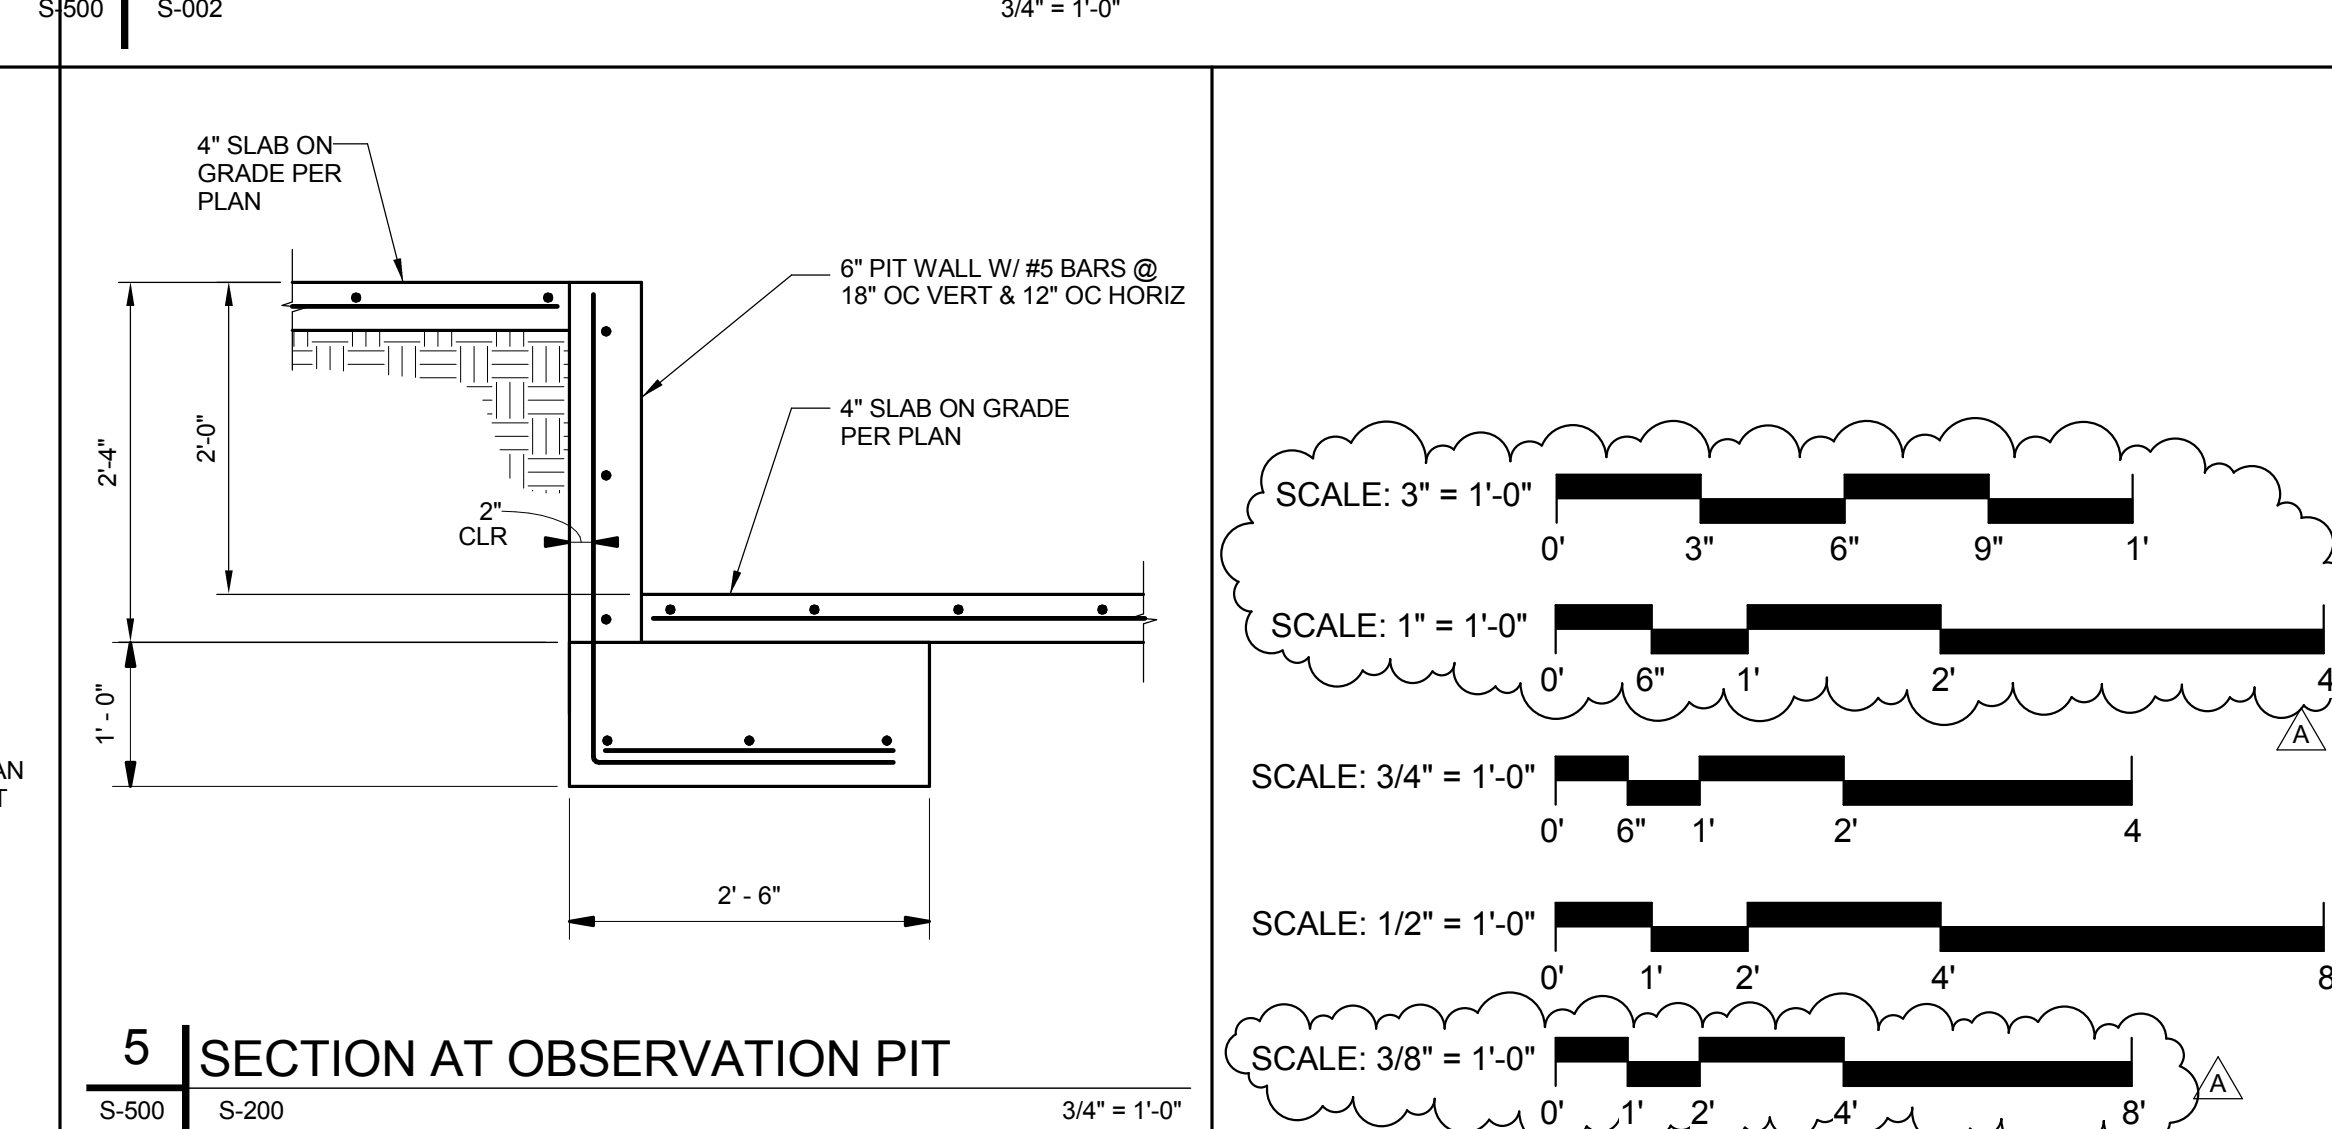 S-500 S-002 3/4" = 1'-0"
4" SLAB ON
GRADE PER
PLAN
6" PIT WALL W/ #5 BARS @
18" OC VERT & 12" OC HORIZ
4" SLAB ON GRADE
PER PLAN
2'-4"
2'-0"
2"
CLR
1' - 0"
2' - 6"
5 SECTION AT OBSERVATION PIT
S-500 S-200 3/4" = 1'-0"
SCALE: 3" = 1'-0"
0' 3" 6" 9" 1'
SCALE: 1" = 1'-0"
0' 6" 1' 2' 4
A
SCALE: 3/4" = 1'-0"
0' 6" 1' 2' 4
SCALE: 1/2" = 1'-0"
0' 1' 2' 4' 8
SCALE: 3/8" = 1'-0"
A
0' 1' 2' 4' 8'